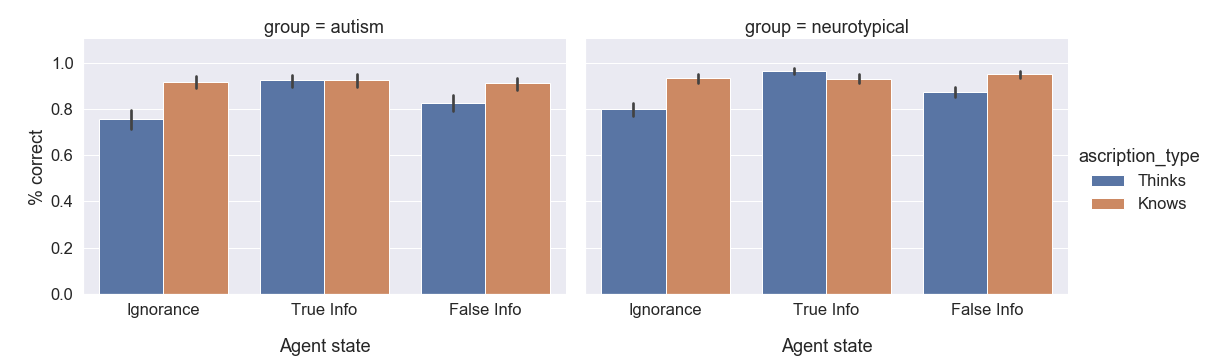 group = autism
group = neurotypical
% correct
1.0
0.8
0.6
0.4
0.2
0.0
Ignorance
True Info
False Info
Ignorance
True Info
False Info
Agent state
Agent state
ascription_type
Thinks
Knows